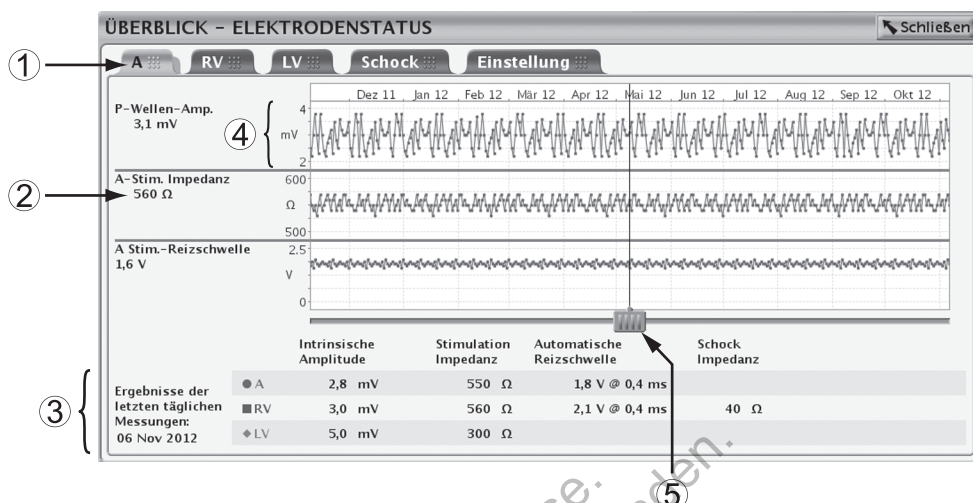 ÜBERBLICK – ELEKTRODENSTATUS
Schließen
A RV LV Schock Einstellung
1
Dez 11 Jan 12 Feb 12 Mär 12 Apr 12 Mai 12 Jun 12 Jul 12 Aug 12 Sep 12 Okt 12
P-Wellen-Amp.
3,1 mV
4
4
mV
2
A-Stim. Impedanz
560 Ω
2
600
Ω
500
A Stim.-Reizschwelle
1,6 V
2.5
V
0
Intrinsische Amplitude
Stimulation Impedanz
Automatische Reizschwelle
Schock Impedanz
3
Ergebnisse der
letzten täglichen
Messungen:
06 Nov 2012
A 2,8 mV 550 Ω 1,8 V @ 0,4 ms
RV 3,0 mV 560 Ω 2,1 V @ 0,4 ms 40 Ω
LV 5,0 mV 300 Ω
5